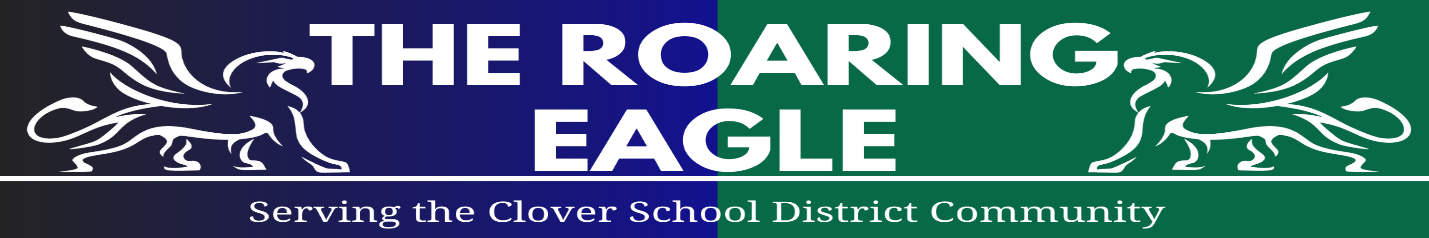 THE ROARING
EAGLE
Serving the Clover School District Community